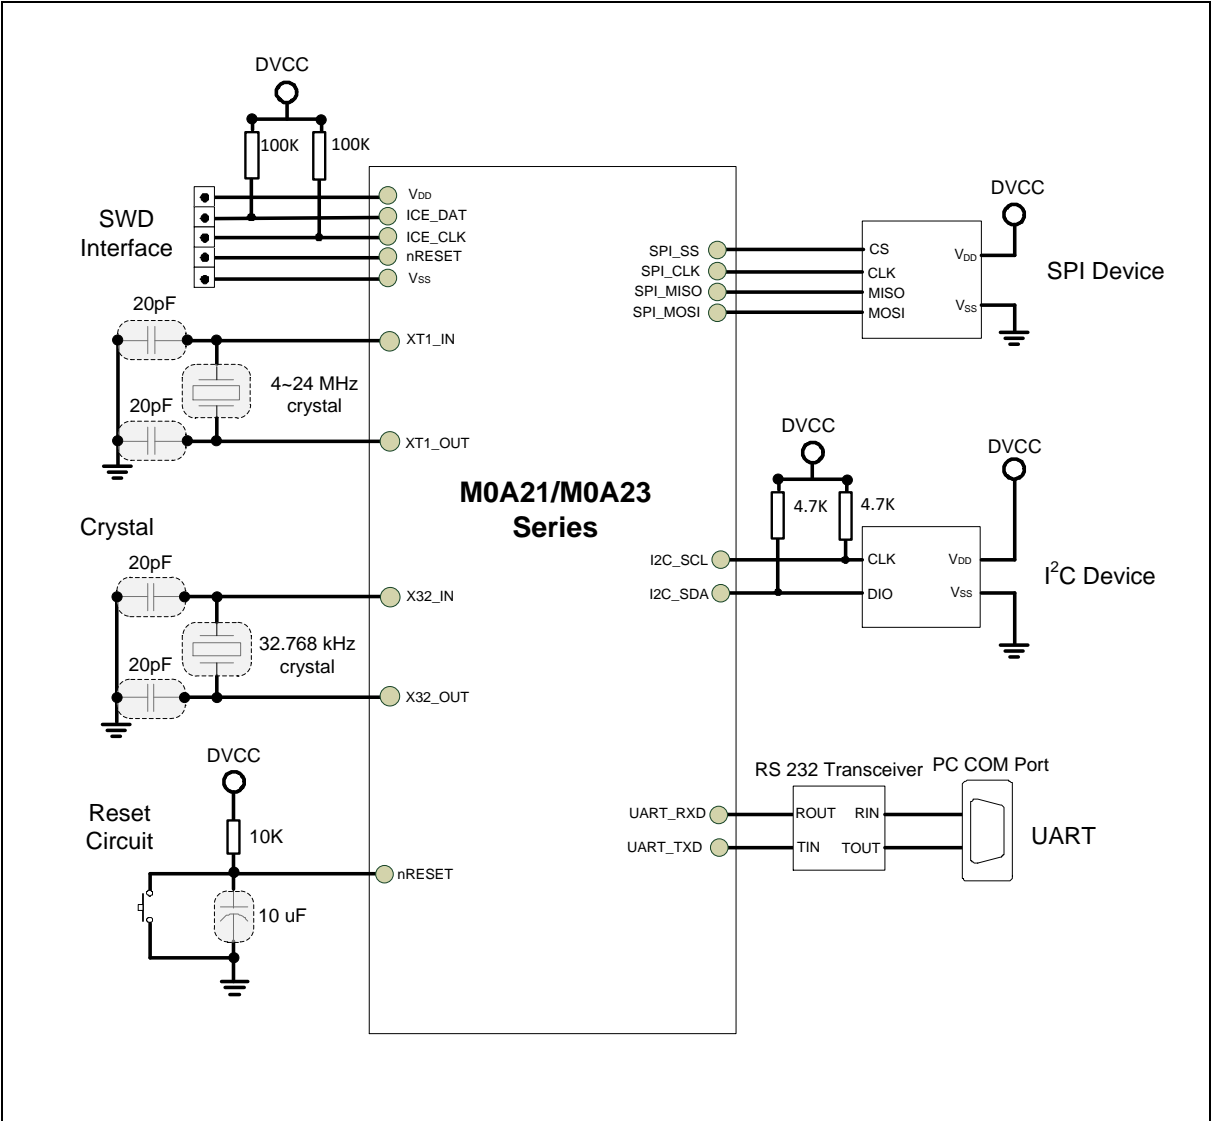 DVCC
100K
100K
SWD
Interface
VDD
ICE_DAT
ICE_CLK
nRESET
VSS
20pF
XT1_IN
4~24 MHz
crystal
20pF
XT1_OUT
Crystal
20pF
X32_IN
32.768 kHz
crystal
20pF
X32_OUT
DVCC
Reset
Circuit
10K
nRESET
10 uF
M0A21/M0A23
Series
DVCC
SPI_SS
CS
SPI_CLK
CLK
SPI_MISO
MISO
SPI_MOSI
MOSI
VDD
VSS
SPI Device
DVCC
DVCC
4.7K
4.7K
I2C_SCL
CLK
I2C_SDA
DIO
VDD
VSS
I²C Device
RS 232 Transceiver
PC COM Port
UART_RXD
ROUT
RIN
UART_TXD
TIN
TOUT
UART